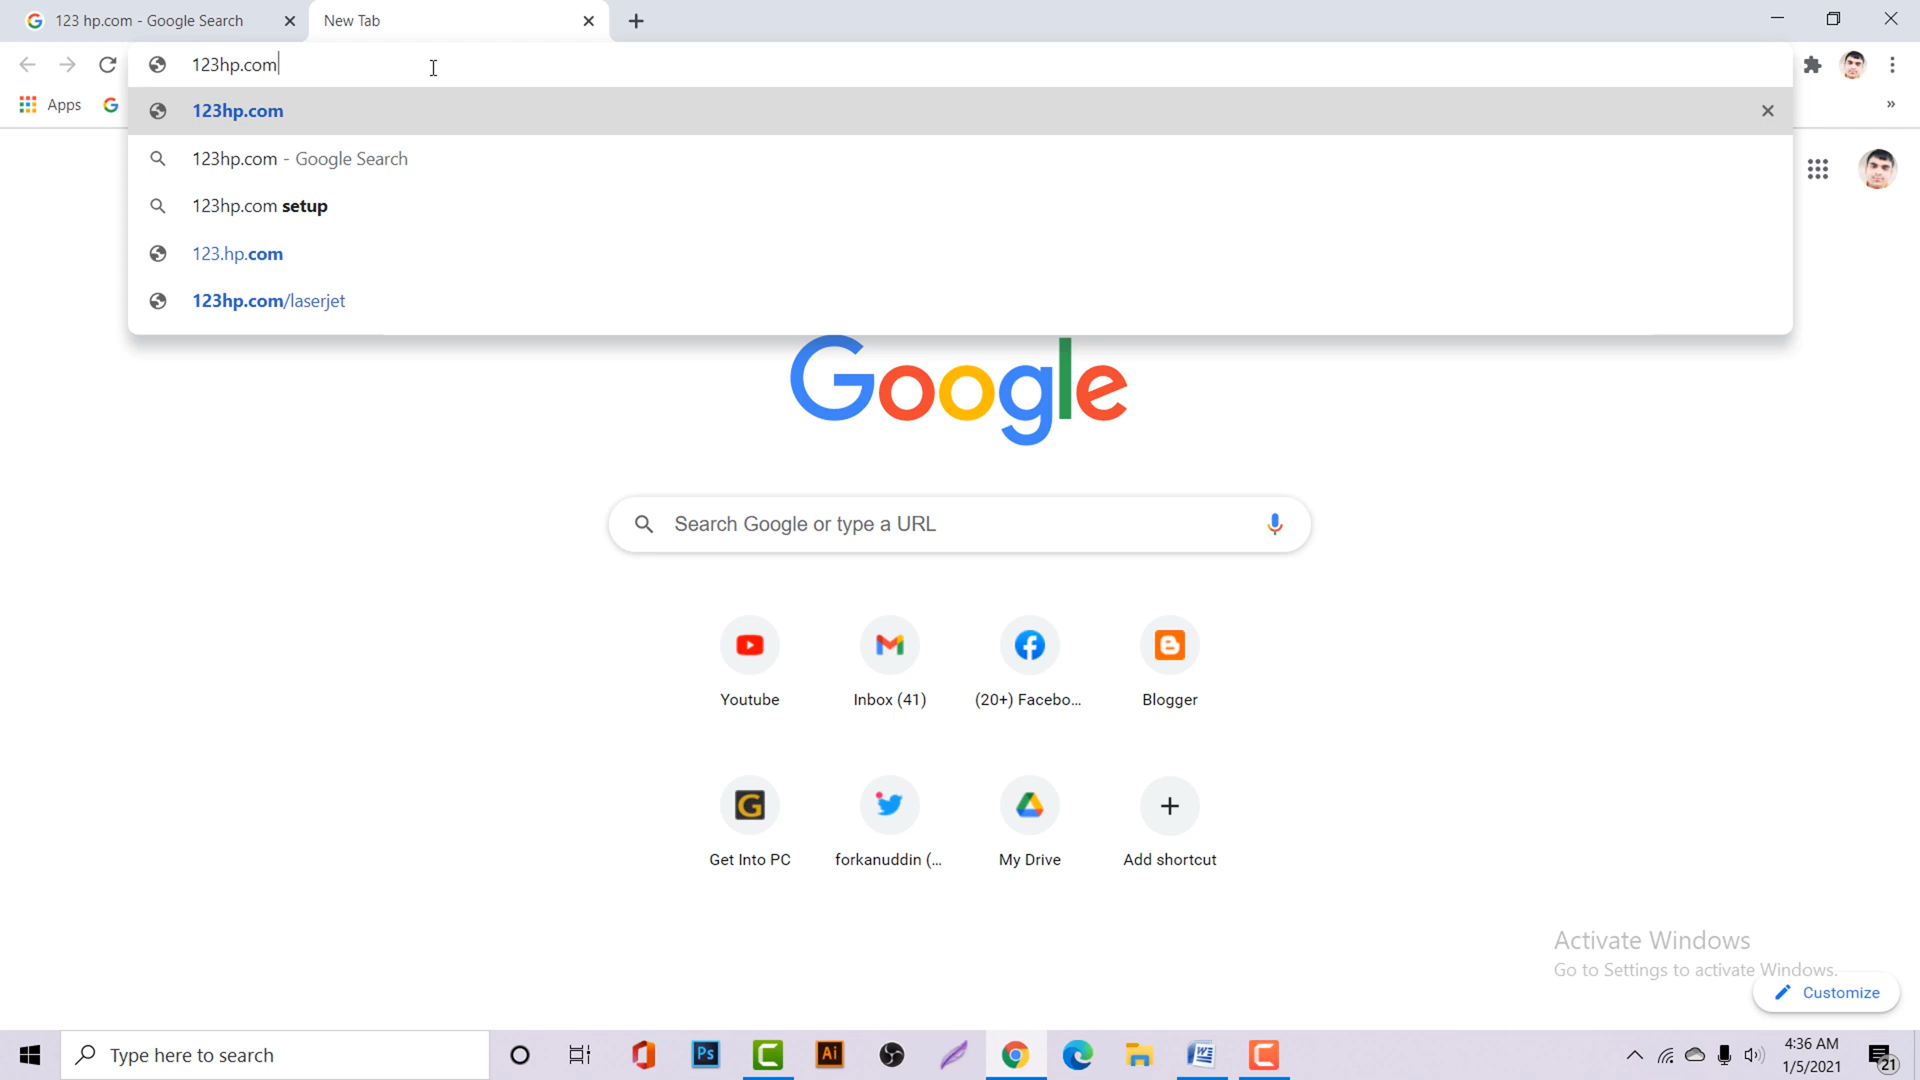 123 hp.com - Google Search
New Tab
123hp.com
Apps
123hp.com
123hp.com - Google Search
123hp.com setup
123.hp.com
123hp.com/laserjet
Google
Search Google or type a URL
Youtube
Inbox (41)
(20+) Facebo...
Blogger
Get Into PC
forkanuddin (...
My Drive
Add shortcut
Activate Windows
Go to Settings to activate Windows.
Customize
Type here to search
Ps
Ai
4:36 AM
1/5/2021
21